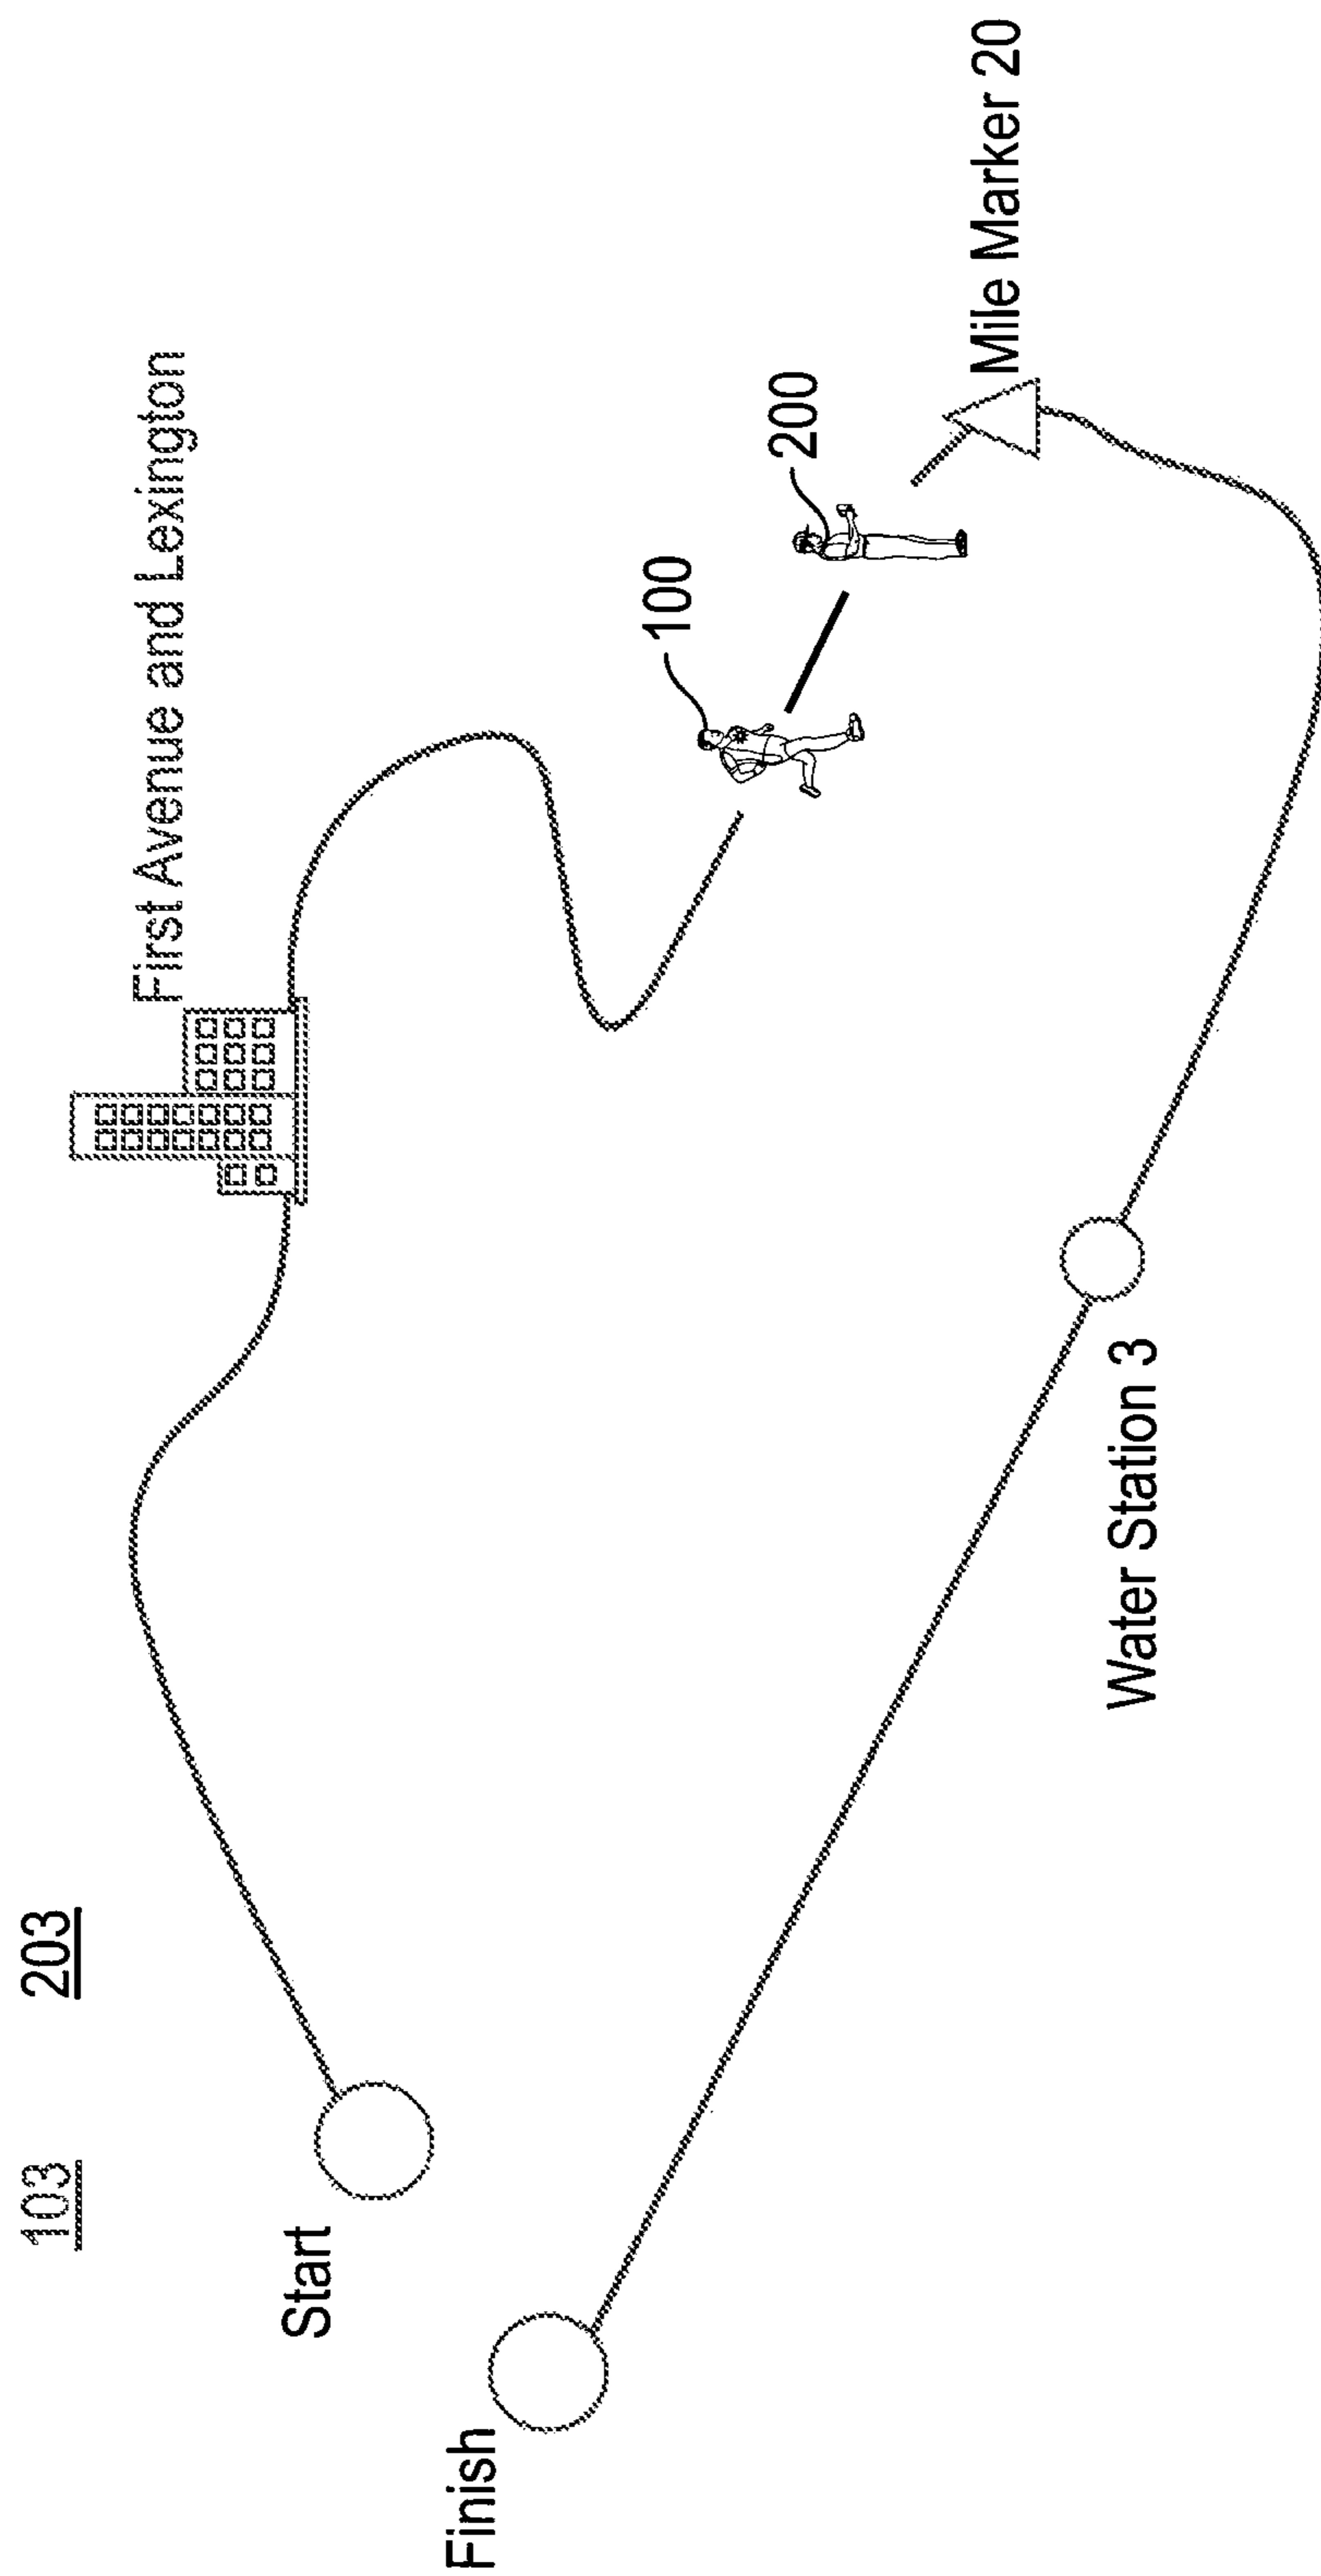 103 203
First Avenue and Lexington
Start
100
200
Finish
Mile Marker 20
Water Station 3